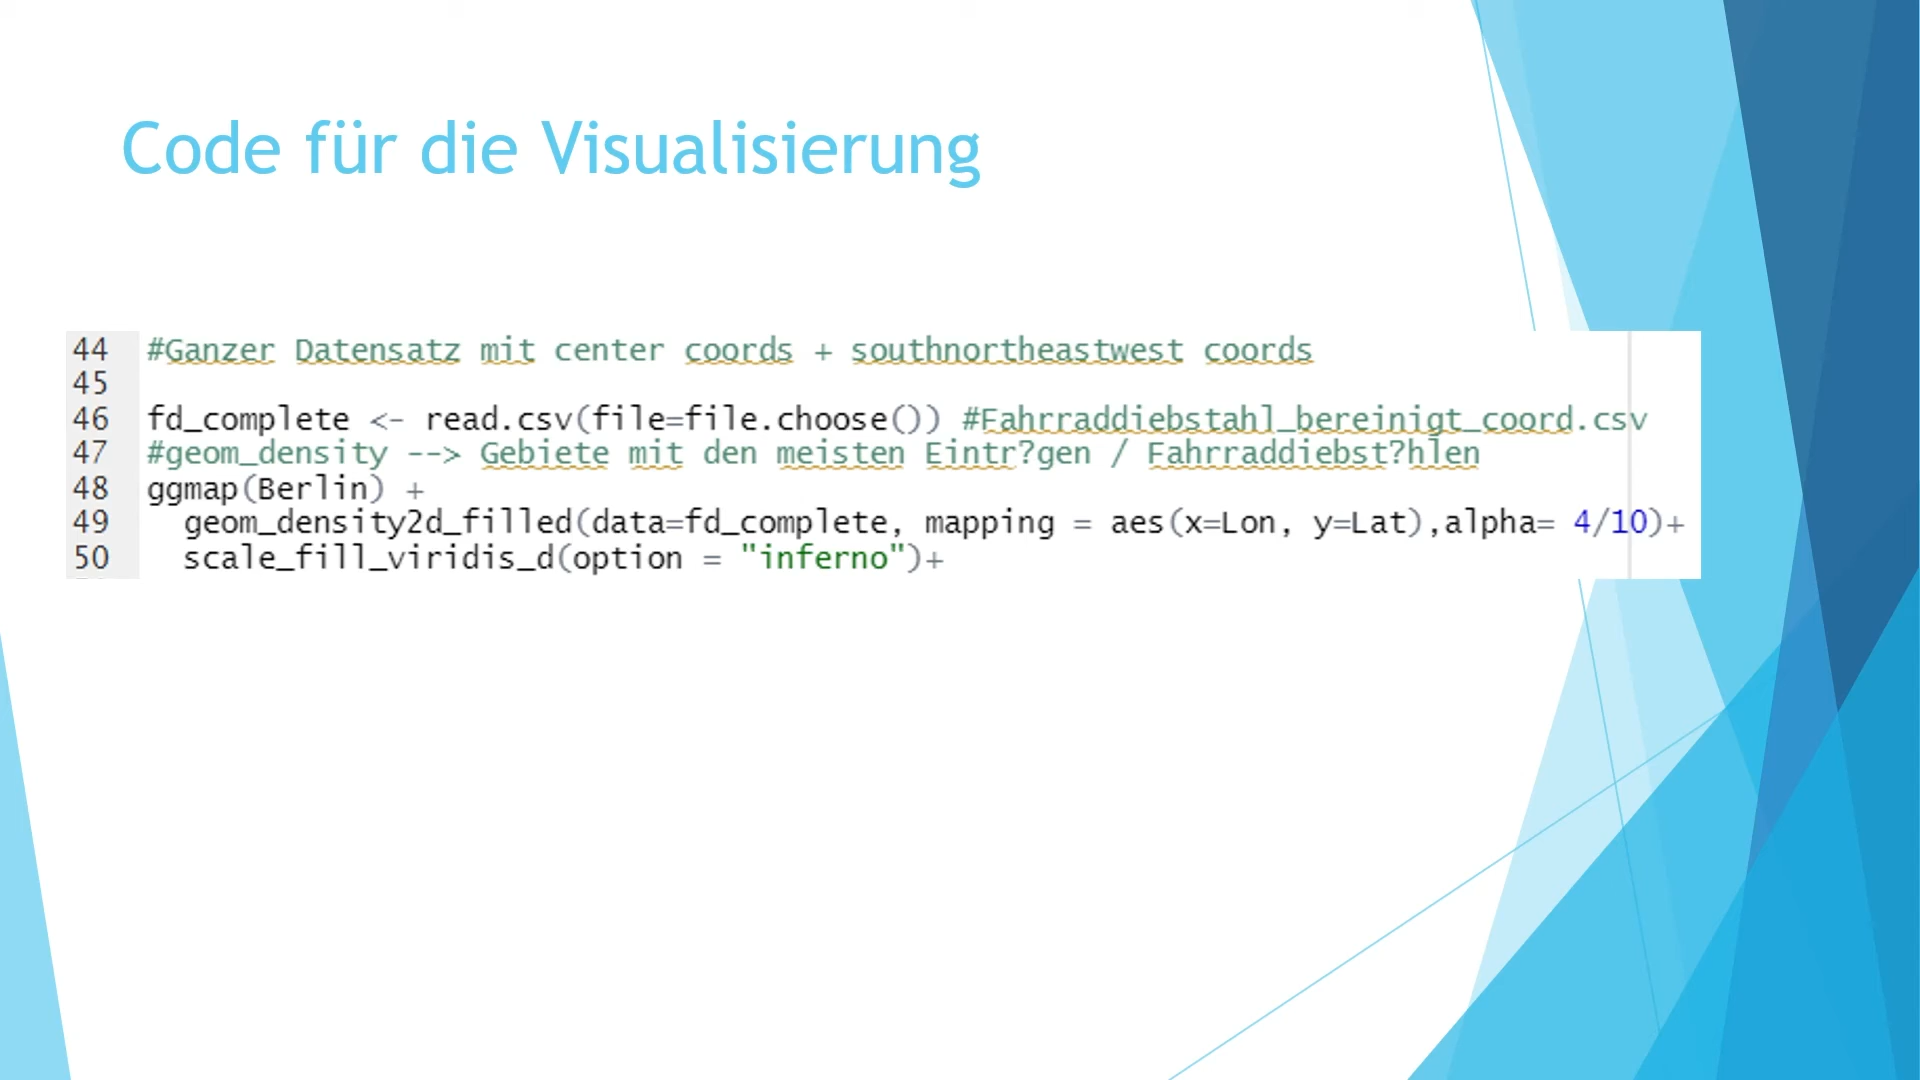 Code für die Visualisierung
44 #Ganzer Datensatz mit center coords + southnortheastwest coords
45
46 fd_complete <- read.csv(file=file.choose()) #Fahrraddiebstahl_bereinigt_coord.csv
47 #geom_density --> Gebiete mit den meisten Eintr?gen / Fahrraddiebst?hlen
48 ggmap(Berlin) +
49 geom_density2d_filled(data=fd_complete, mapping = aes(x=Lon, y=Lat),alpha= 4/10)+
50 scale_fill_viridis_d(option = "inferno")+